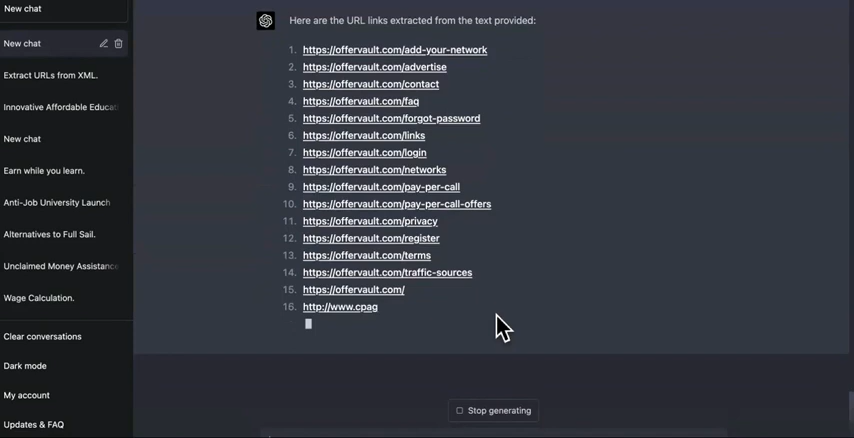 New chat
New chat
Extract URLs from XML.
Innovative Affordable Educat
New chat
Earn while you learn.
Anti-Job University Launch
Alternatives to Full Sail.
Unclaimed Money Assistance
Wage Calculation.
Clear conversations
Dark mode
My account
Updates & FAQ
Here are the URL links extracted from the text provided:
1. https://offervault.com/add-your-network
2. https://offervault.com/advertise
3. https://offervault.com/contact
4. https://offervault.com/faq
5. https://offervault.com/forgot-password
6. https://offervault.com/links
7. https://offervault.com/login
8. https://offervault.com/networks
9. https://offervault.com/pay-per-call
10. https://offervault.com/pay-per-call-offers
11. https://offervault.com/privacy
12. https://offervault.com/register
13. https://offervault.com/terms
14. https://offervault.com/traffic-sources
15. https://offervault.com/
16. http://www.cpag
Stop generating